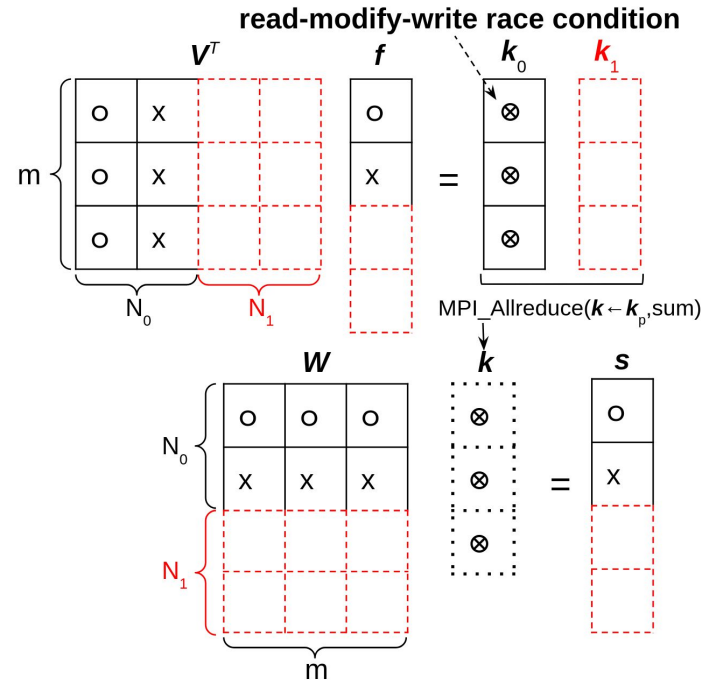 read-modify-write race condition
V^T f k_0 k_1
o x o ⊗
m o x x = ⊗
o x ⊗
N_0 N_1
MPI_Allreduce(k←k_p,sum)
W k s
o o o ⊗ o
N_0
x x x ⊗ = x
⊗
N_1
m